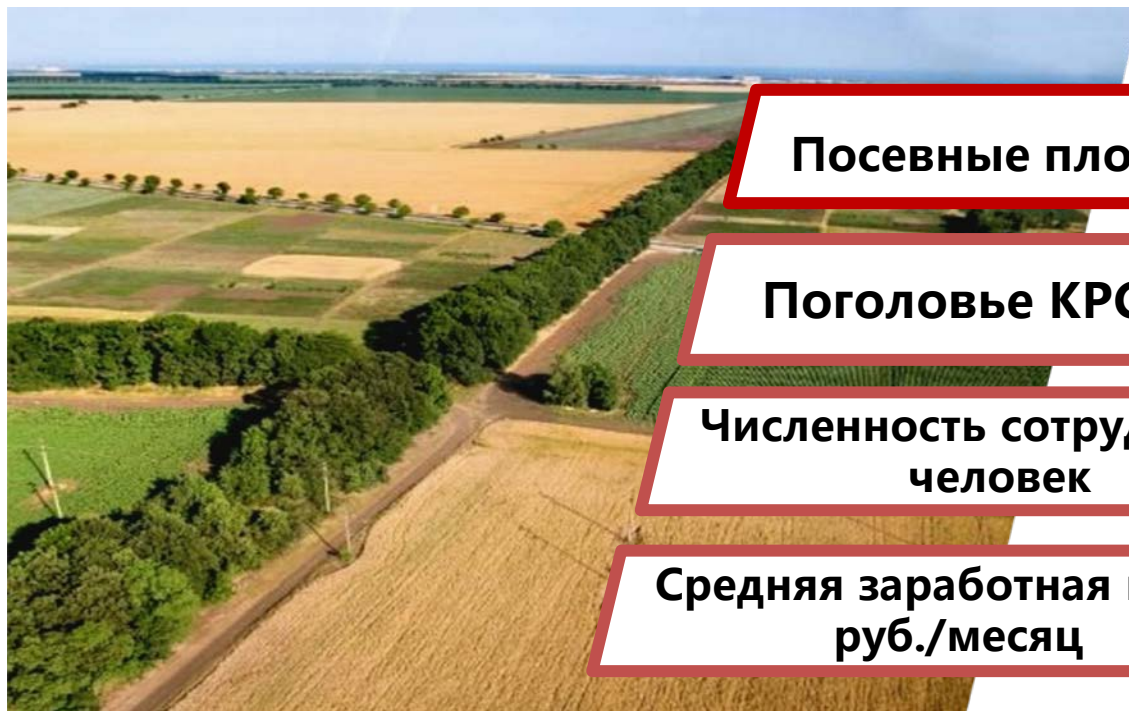 Посевные
Поголовье
Численность
человек
Средняя заработная
руб./месяц